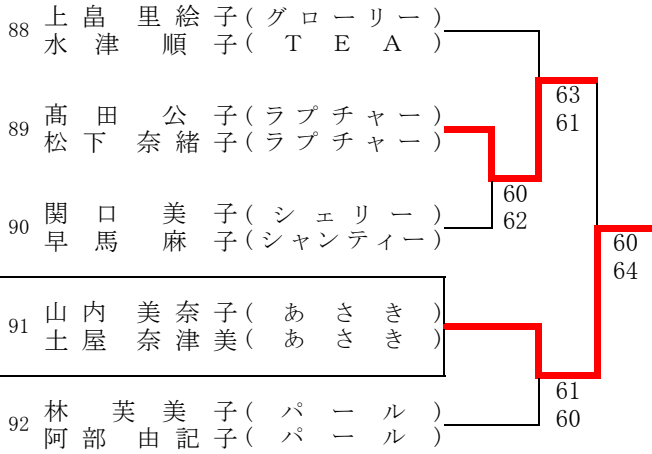 88 上畠 里絵子(グローリー)
水津 順子(TEA)
63
61
89 髙田 公子(ラプチャー)
松下 奈緒子(ラプチャー)
60
62
90 関口 美子(シェリー)
早馬 麻子(シャンティー)
60
64
91 山内 美奈子(あさき)
土屋 奈津美(あさき)
61
60
92 林 芙美子(パール)
阿部 由記子(パール)